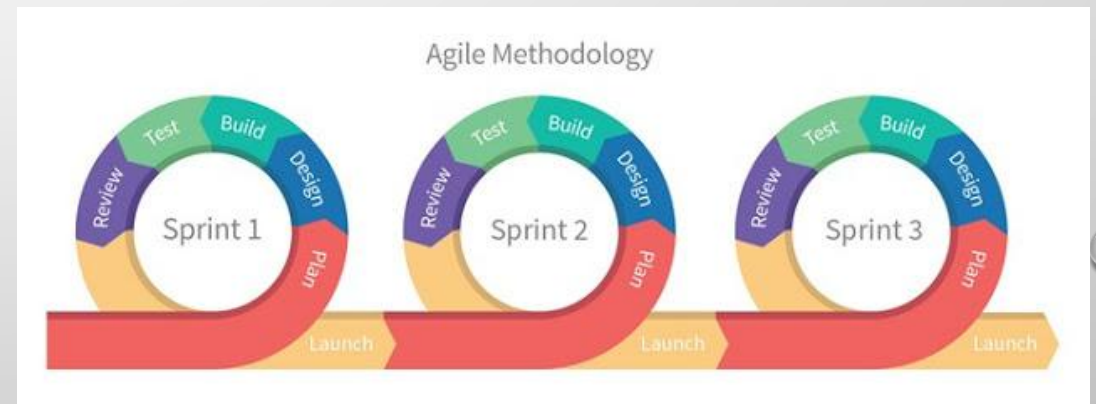 Agile Methodology
Sprint 1
Plan
Design
Build
Test
Review
Launch
Sprint 2
Plan
Design
Build
Test
Review
Launch
Sprint 3
Plan
Design
Build
Test
Review
Launch